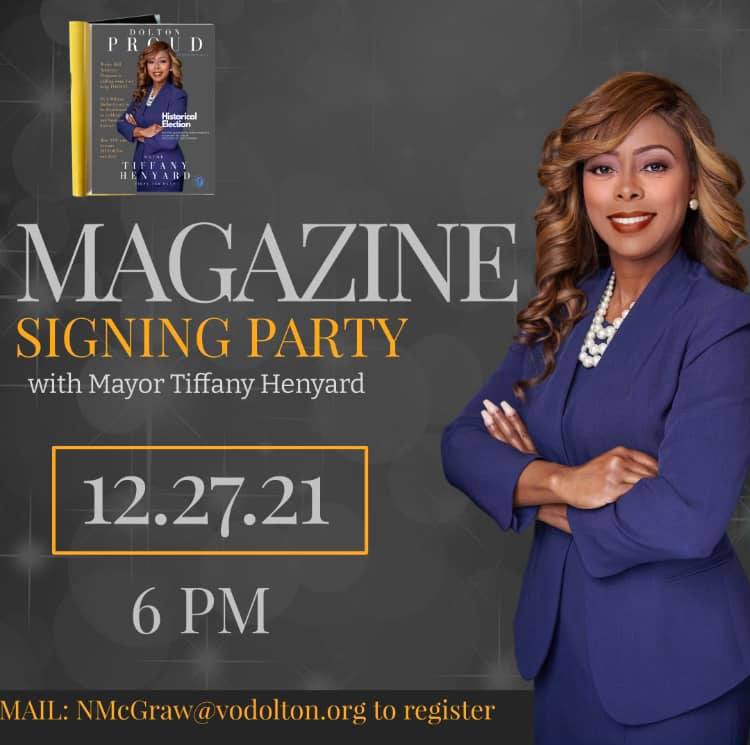 DOLTON
PROUD
Historical
Election
MAYOR
TIFFANY
HENYARD
MAGAZINE
SIGNING PARTY
with Mayor Tiffany Henyard
12.27.21
6 PM
MAIL: NMcGraw@vodolton.org to register